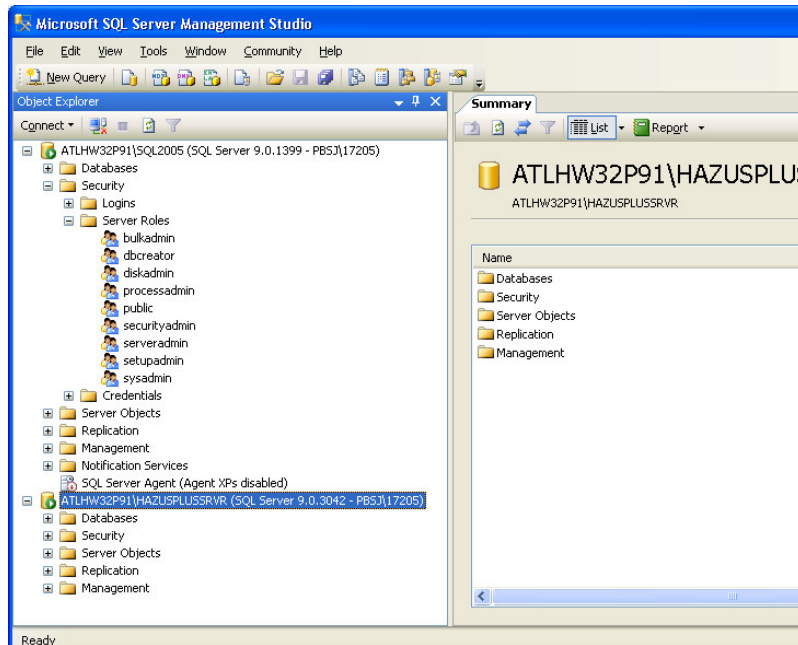 Microsoft SQL Server Management Studio
File Edit View Tools Window Community Help
New Query
Object Explorer
Connect
ATLHW32P91\SQL2005 (SQL Server 9.0.1399 - PBSJ\17205)
Databases
Security
Logins
Server Roles
bulkadmin
dbcreator
diskadmin
processadmin
public
securityadmin
serveradmin
setupadmin
sysadmin
Credentials
Server Objects
Replication
Management
Notification Services
SQL Server Agent (Agent XPs disabled)
ATLHW32P91\HAZUSPLUSSRVR (SQL Server 9.0.3042 - PBSJ\17205)
Databases
Security
Server Objects
Replication
Management
Summary
List Report
ATLHW32P91\HAZUSPLUS
ATLHW32P91\HAZUSPLUSSRVR
Name
Databases
Security
Server Objects
Replication
Management
Ready